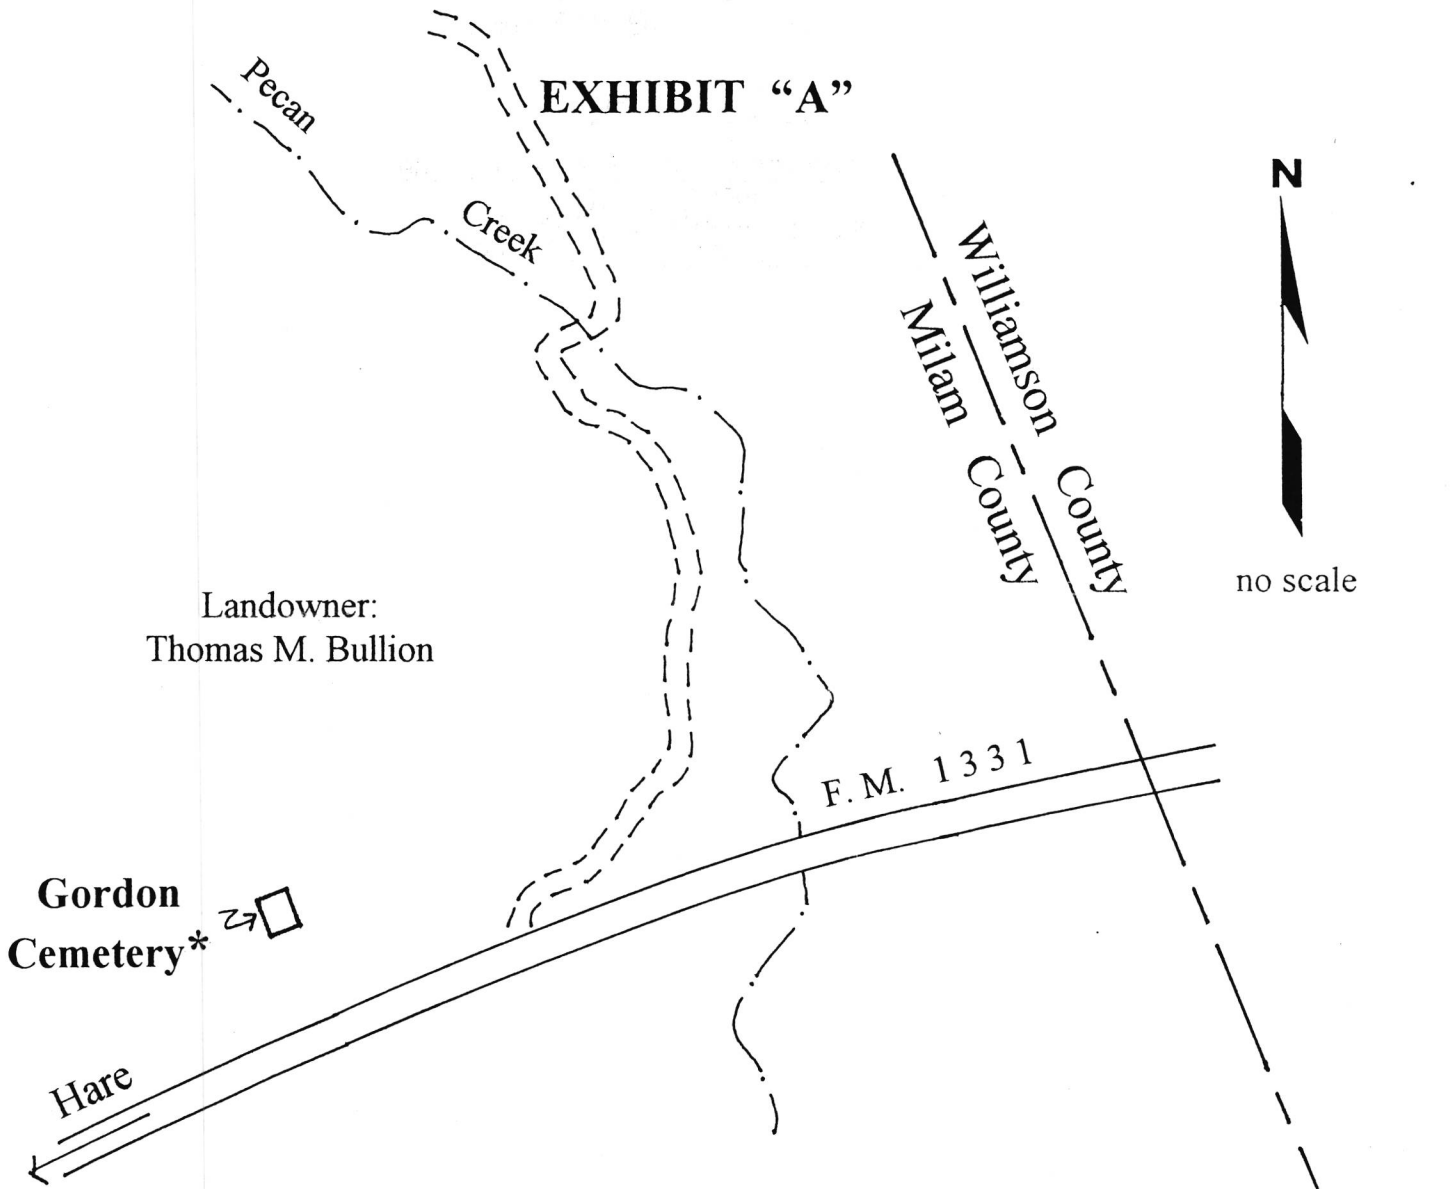 EXHIBIT “A”
Pecan
Creek
N
Williamson County
Milam County
no scale
Landowner:
Thomas M. Bullion
F. M. 1331
Gordon
Cemetery*
Hare